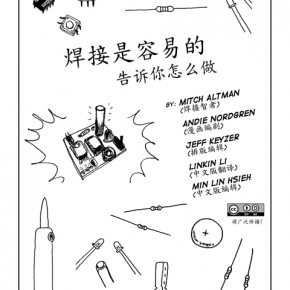 焊接是容易的
告诉你怎么做
BY: MITCH ALTMAN
(焊接智者)
ANDIE NORDGREN
(漫画编剧)
JEFF KEYZER
(排版编辑)
LINKIN LI
(中文版翻译)
MIN LIN HSIEH
(中文版编辑)
cc
请广泛传播!